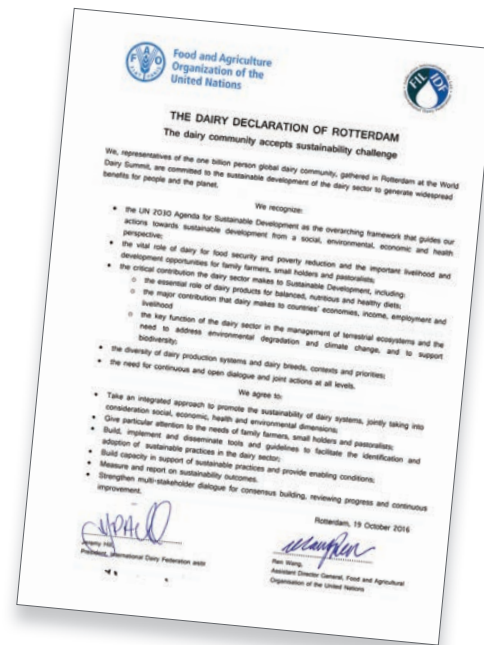 Food and Agriculture
Organization of the
United Nations
FAO
FIL IDF
THE DAIRY DECLARATION OF ROTTERDAM
The dairy community accepts sustainability challenge
We, representatives of the one billion person global dairy community, gathered in Rotterdam at the World
Dairy Summit, are committed to the sustainable development of the dairy sector to generate widespread
benefits for people and the planet.
We recognize:
• the UN 2030 Agenda for Sustainable Development as the overarching framework that guides our
actions towards sustainable development from a social, environmental, economic and health
perspective;
• the vital role of dairy for food security and poverty reduction and the important livelihood and
development opportunities for family farmers, small holders and pastoralists;
• the critical contribution the dairy sector makes to Sustainable Development, including:
o the essential role of dairy products for balanced, nutritious and healthy diets;
o the major contribution that dairy makes to countries' economies, income, employment and
livelihood
o the key function of the dairy sector in the management of terrestrial ecosystems and the
need to address environmental degradation and climate change, and to support
biodiversity;
• the diversity of dairy production systems and dairy breeds, contexts and priorities;
• the need for continuous and open dialogue and joint actions at all levels.
We agree to:
• Take an integrated approach to promote the sustainability of dairy systems, jointly taking into
consideration social, economic, health and environmental dimensions;
• Give particular attention to the needs of family farmers, small holders and pastoralists;
• Build, implement and disseminate tools and guidelines to facilitate the identification and
adoption of sustainable practices in the dairy sector;
• Build capacity in support of sustainable practices and provide enabling conditions;
• Measure and report on sustainability outcomes.
• Strengthen multi-stakeholder dialogue for consensus building, reviewing progress and continuous
improvement.
Rotterdam, 19 October 2016
Jeremy Hill
President, International Dairy Federation
Ren Wang,
Assistant Director General, Food and Agricultural
Organisation of the United Nations